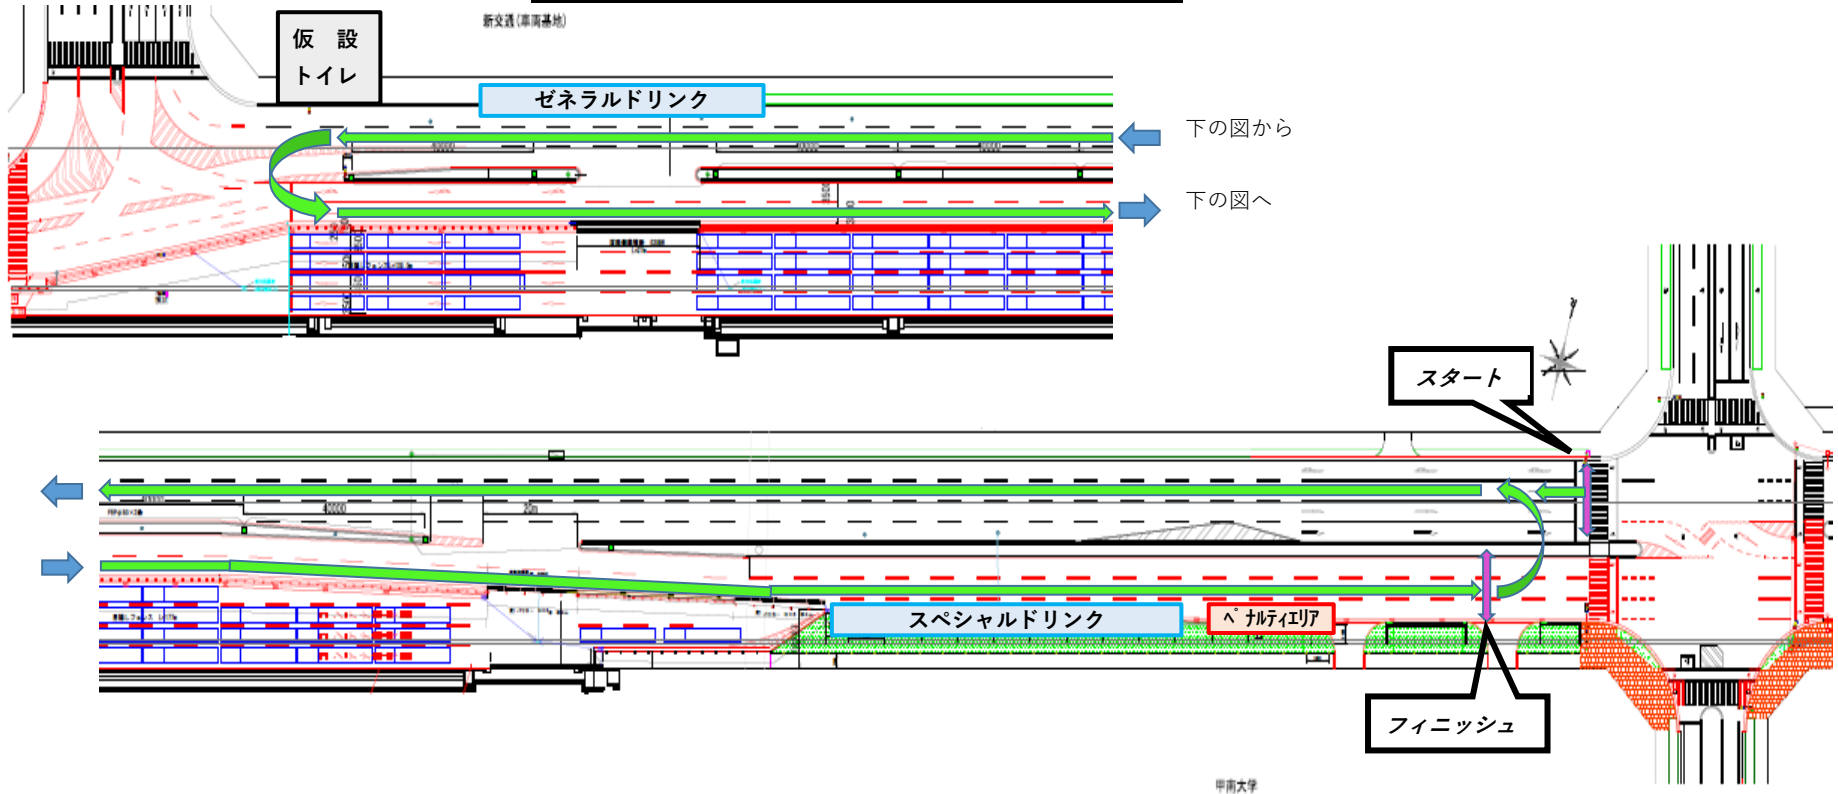 新交通(車両基地)
仮 設
トイレ
ゼネラルドリンク
下の図から
下の図へ
スタート
40000
20m
スペシャルドリンク
ペナルティエリア
フィニッシュ
甲南大学